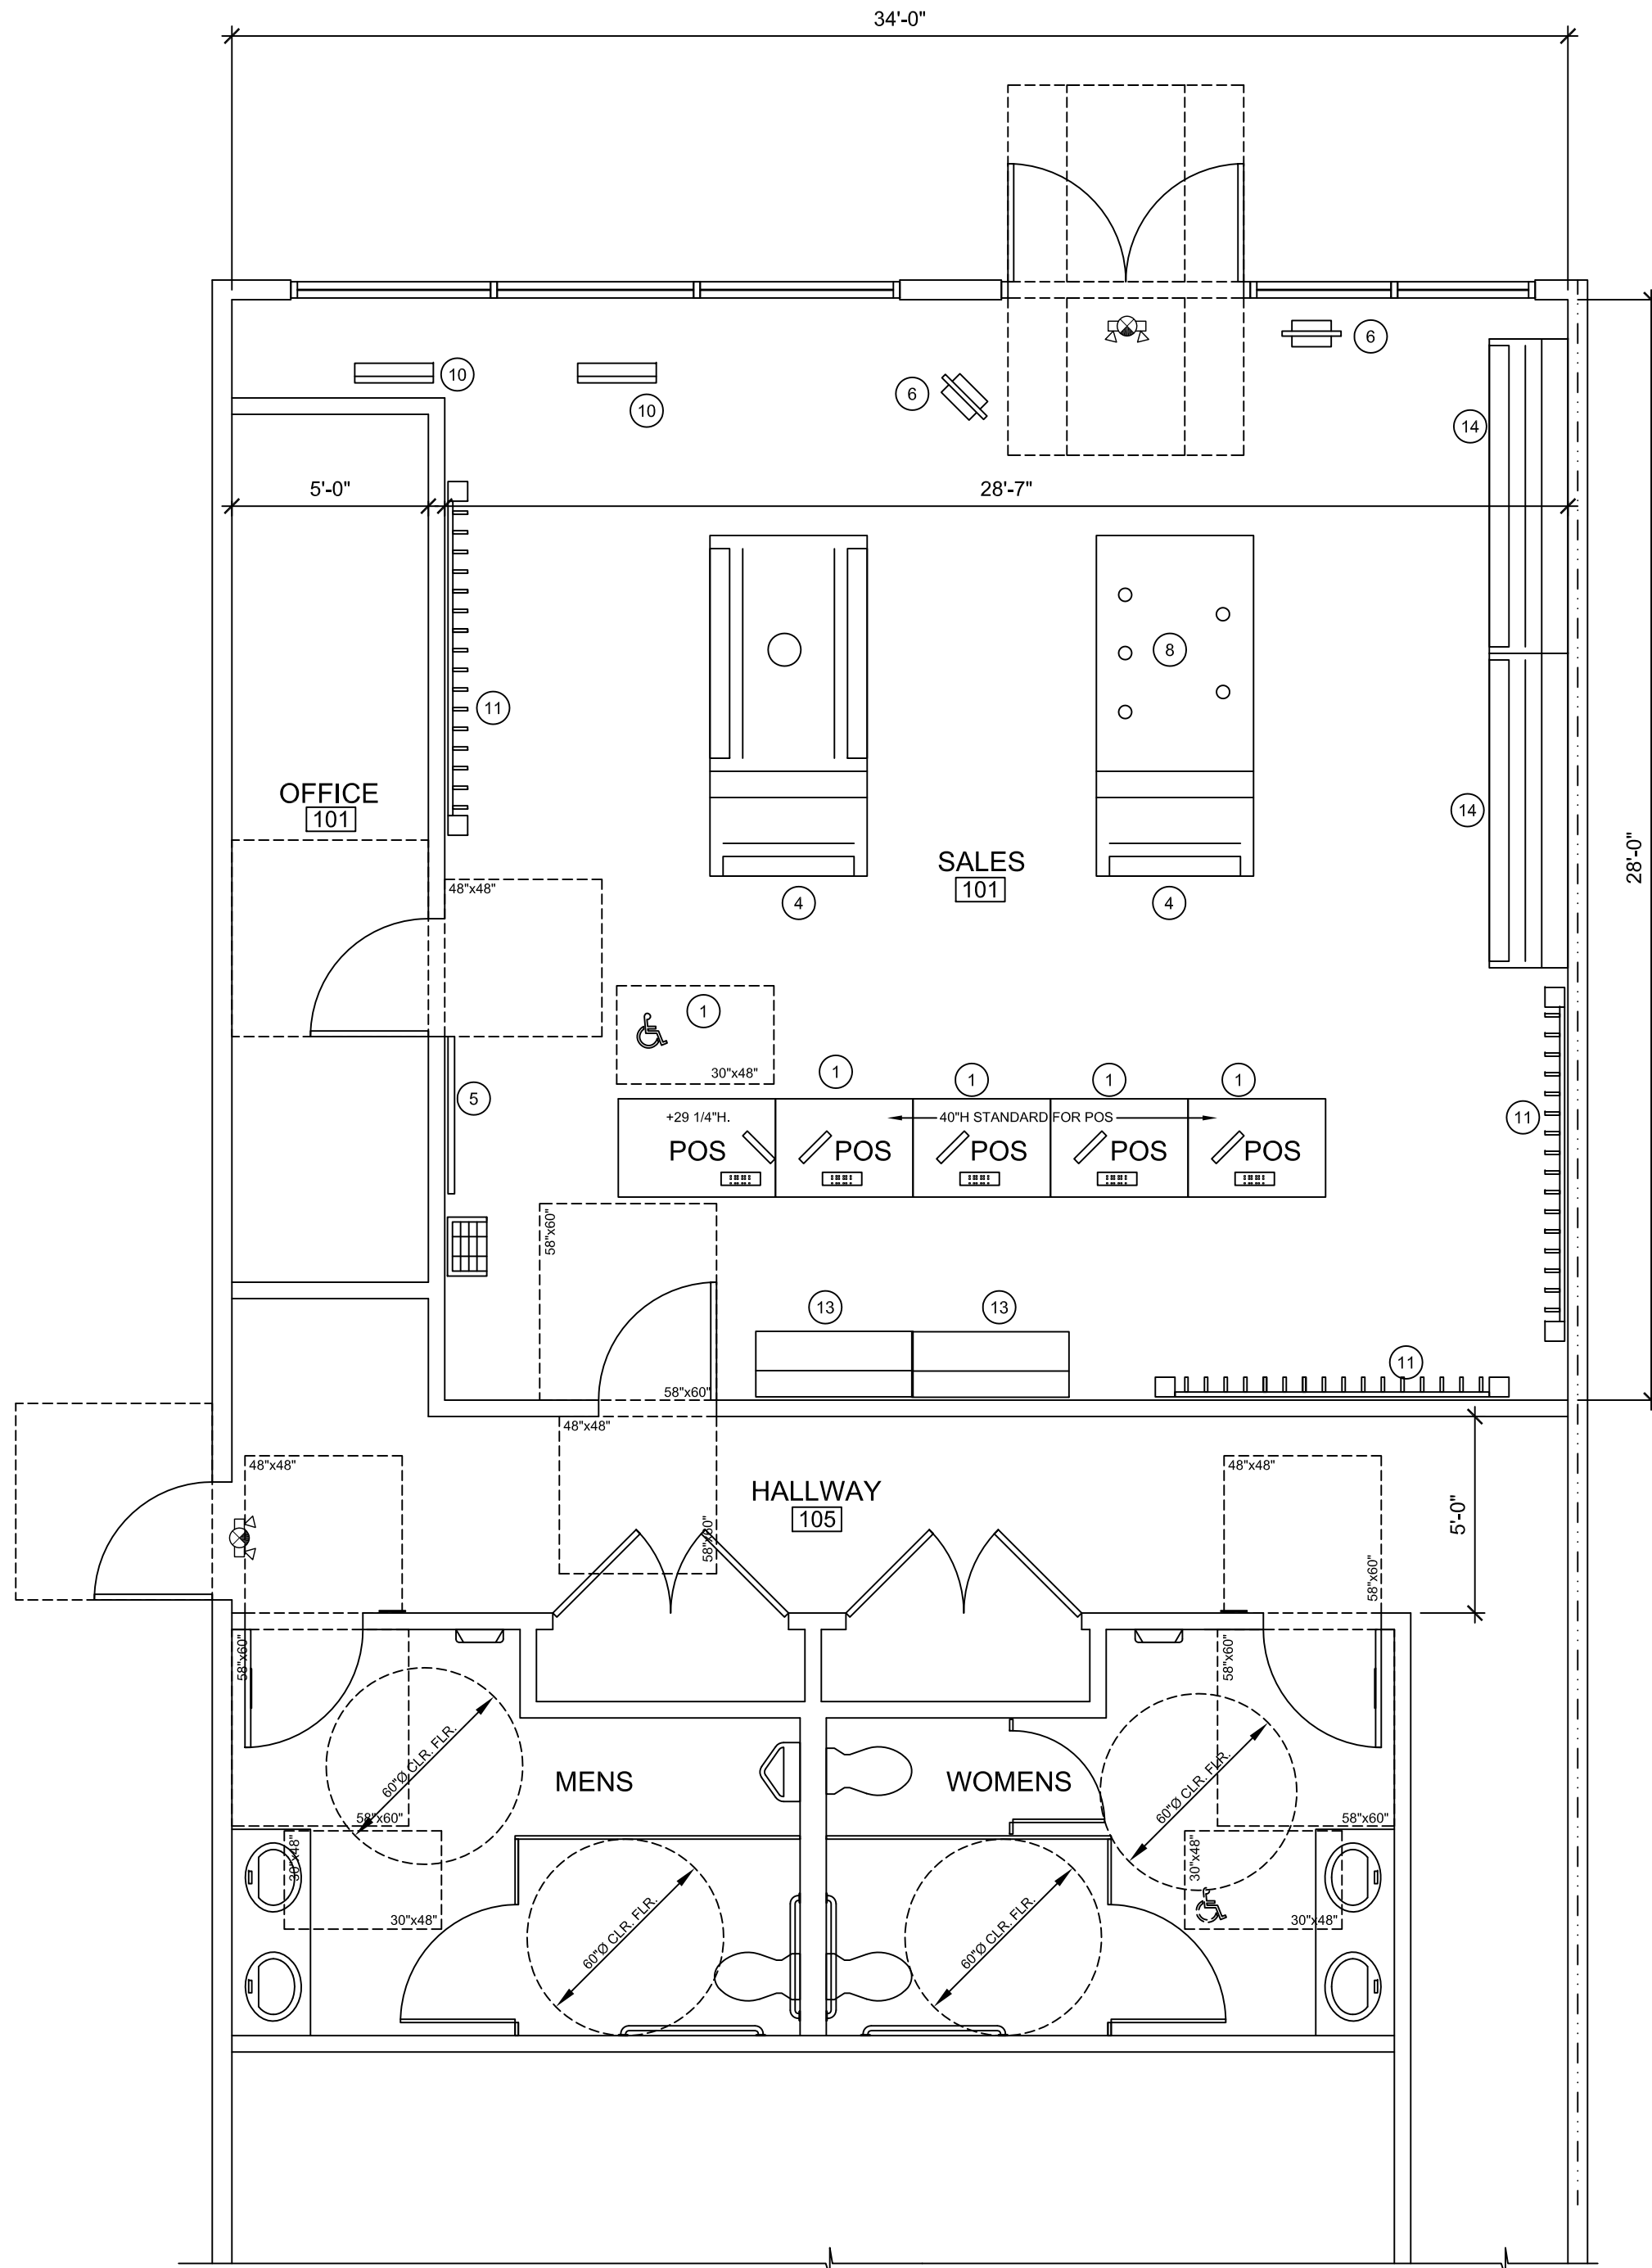 34'-0"
6
10
6
10
14
5'-0"
28'-7"
8
11
OFFICE
101
14
SALES
101
28'-0"
48"x48"
4
4
1
30"x48"
1
1
1
1
5
11
+29 1/4"H.
40"H STANDARD FOR POS
POS
POS
POS
POS
POS
58"x60"
13
13
11
58"x60"
48"x48"
48"x48"
48"x48"
HALLWAY
105
5'-0"
58"x60"
58"x60"
58"x60"
58"x60"
60"Ø CLR. FLR.
60"Ø CLR. FLR.
MENS
WOMENS
58"x60"
58"x60"
30"x48"
30"x48"
30"x48"
30"x48"
60"Ø CLR. FLR.
60"Ø CLR. FLR.